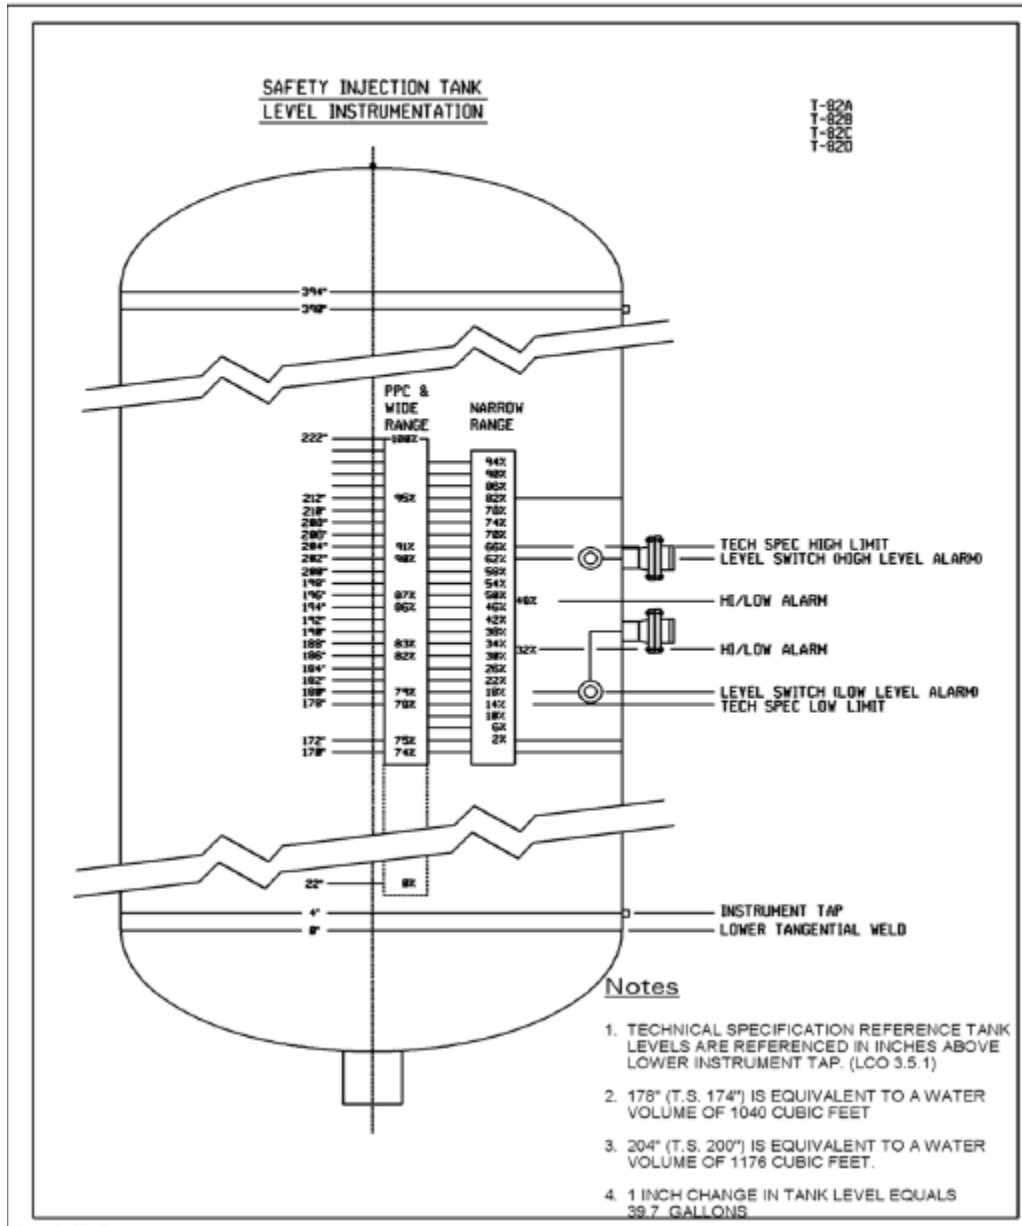 SAFETY INJECTION TANK
LEVEL INSTRUMENTATION
T-82A
T-82B
T-82C
T-82D
394"
390"
PPC &
WIDE
RANGE
NARROW
RANGE
222" 100%
94%
90%
86%
212" 95% 82%
210" 78%
208" 74%
206" 70%
204" 91% 66% TECH SPEC HIGH LIMIT
202" 90% 62% LEVEL SWITCH (HIGH LEVEL ALARM)
200" 58%
198" 54%
196" 87% 50%
48% HI/LOW ALARM
194" 86% 46%
192" 42%
190" 38%
188" 83% 34%
32% HI/LOW ALARM
186" 82% 30%
184" 26%
182" 22%
180" 79% 18% LEVEL SWITCH (LOW LEVEL ALARM)
178" 78% 14% TECH SPEC LOW LIMIT
10%
6%
172" 75% 2%
170" 74%
22" 0%
4" INSTRUMENT TAP
0" LOWER TANGENTIAL WELD
Notes
1. TECHNICAL SPECIFICATION REFERENCE TANK
LEVELS ARE REFERENCED IN INCHES ABOVE
LOWER INSTRUMENT TAP. (LCO 3.5.1)
2. 178" (T.S. 174") IS EQUIVALENT TO A WATER
VOLUME OF 1040 CUBIC FEET
3. 204" (T.S. 200") IS EQUIVALENT TO A WATER
VOLUME OF 1176 CUBIC FEET.
4. 1 INCH CHANGE IN TANK LEVEL EQUALS
39.7 GALLONS